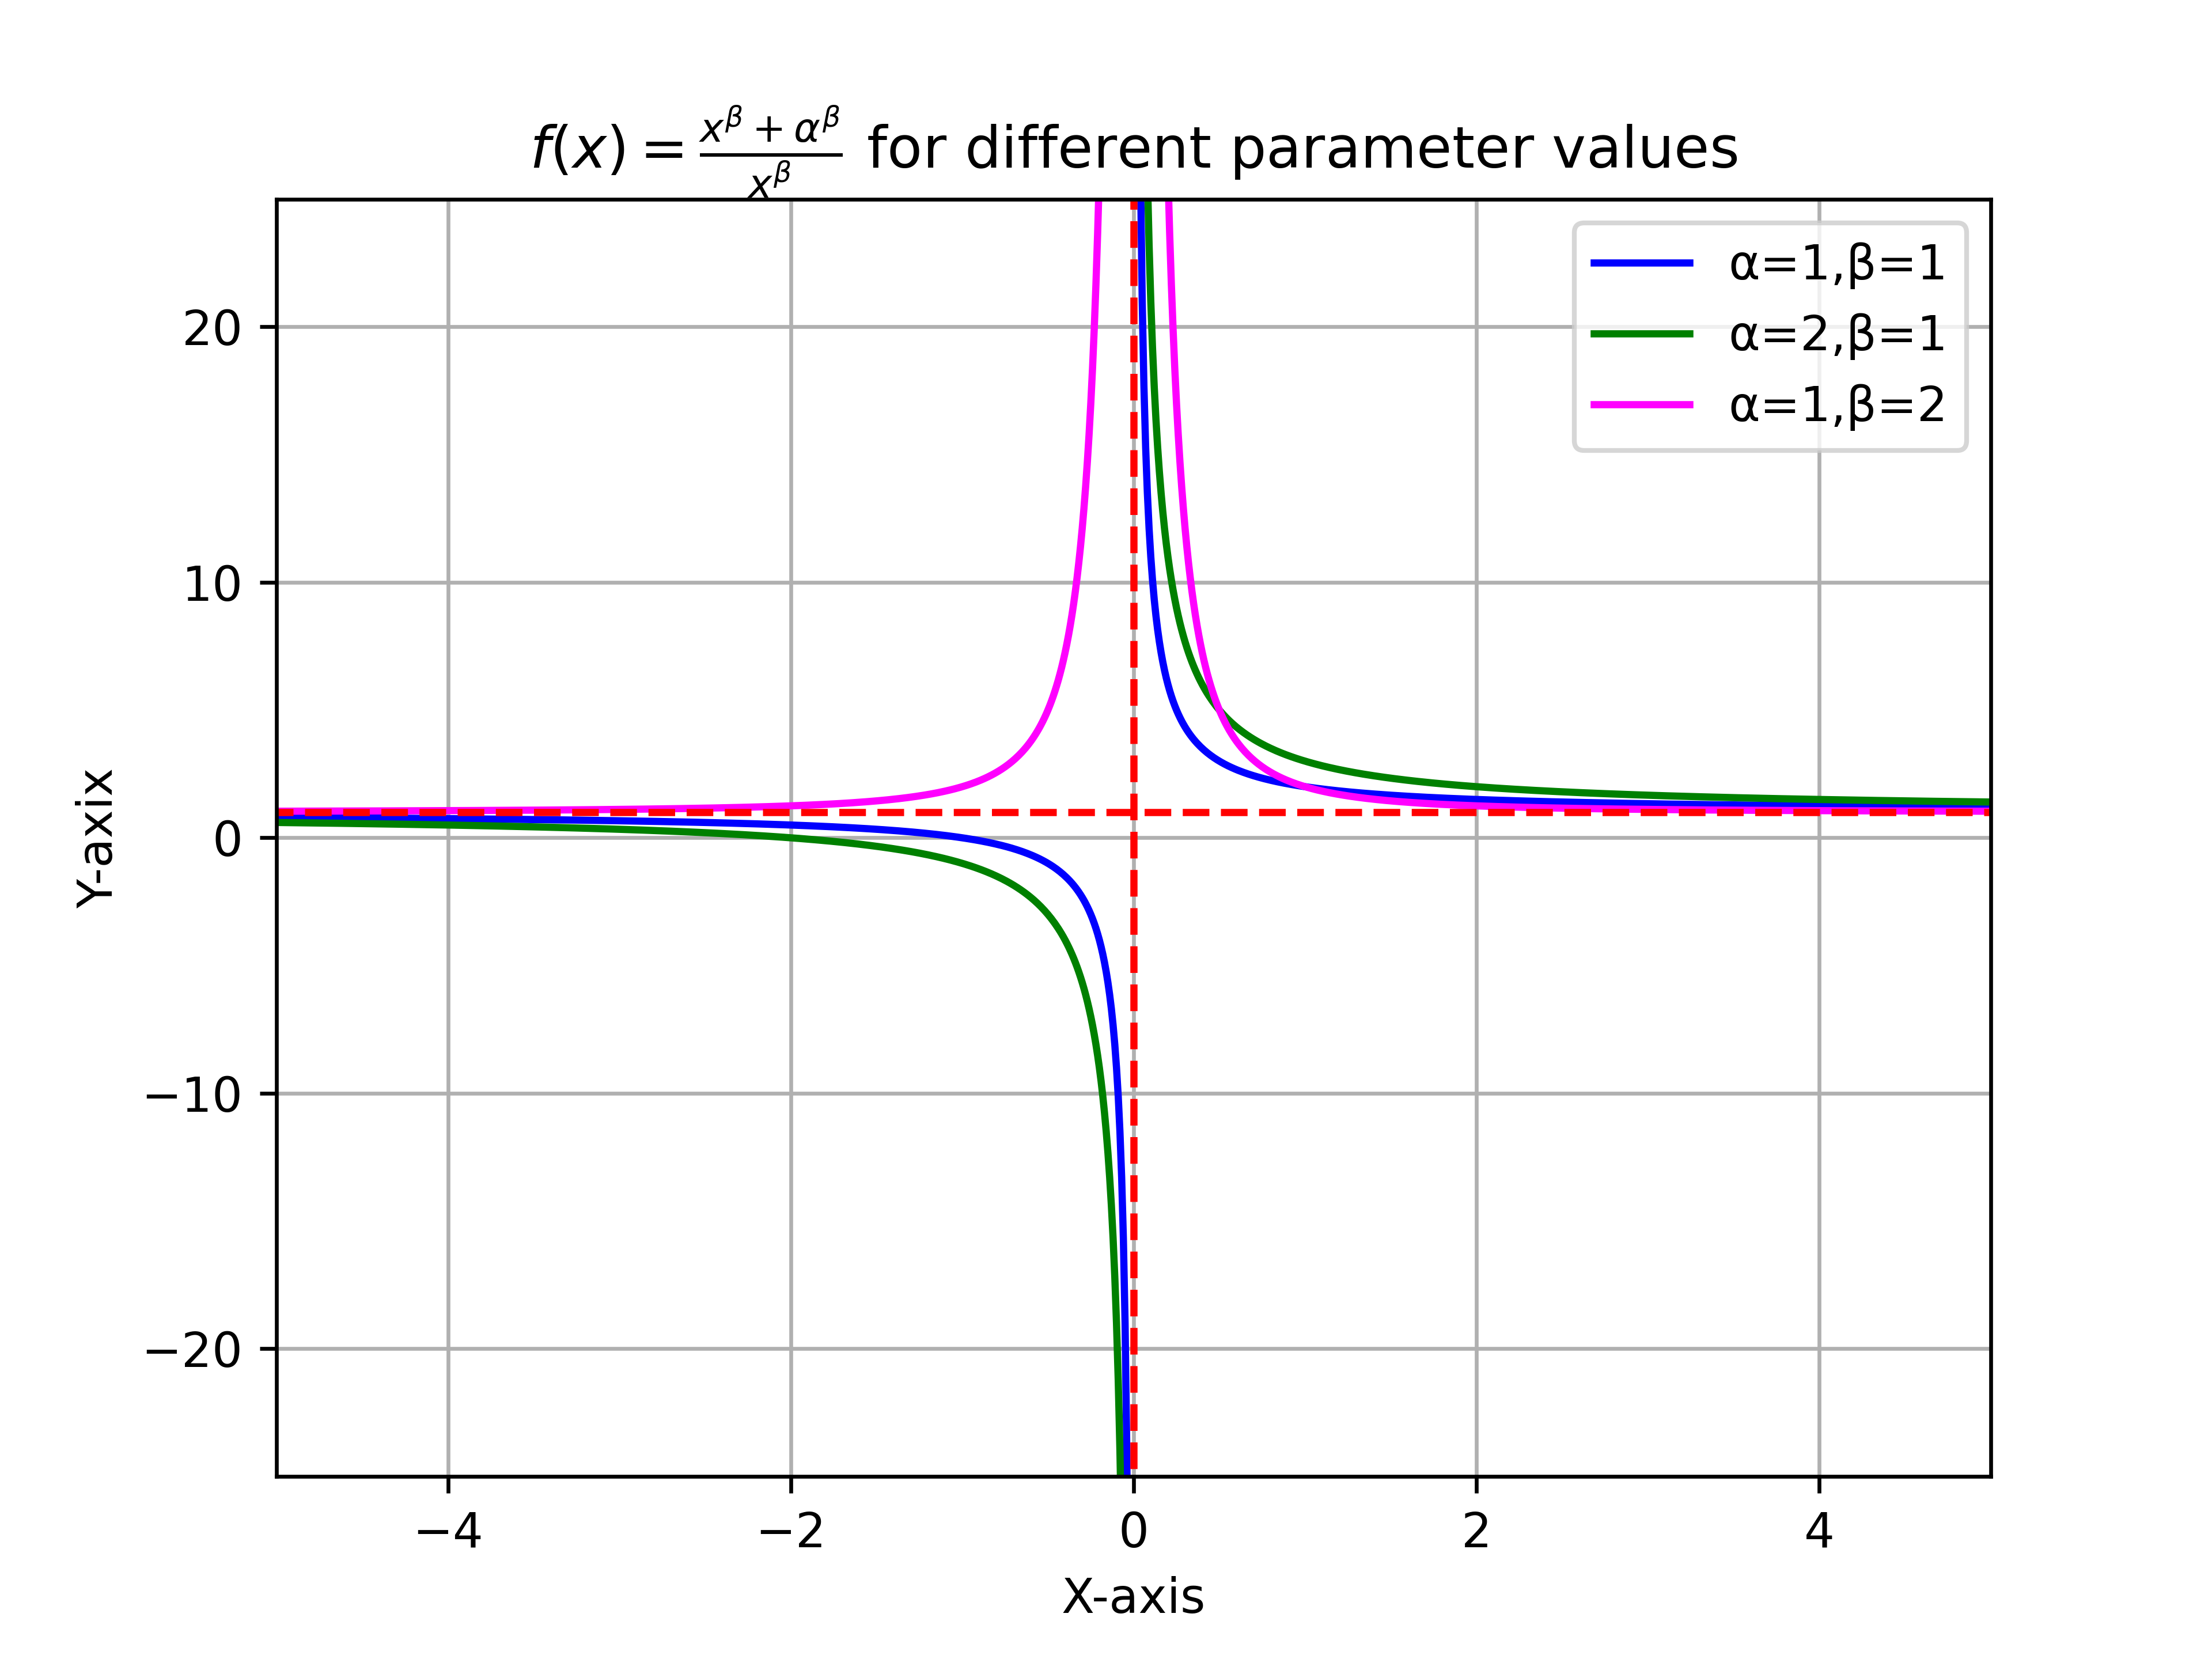 f(x) = \frac{x^β + α^β}{x^β} for different parameter values
α=1,β=1
α=2,β=1
α=1,β=2
20
10
0
−10
−20
Y-axix
−4 −2 0 2 4
X-axis